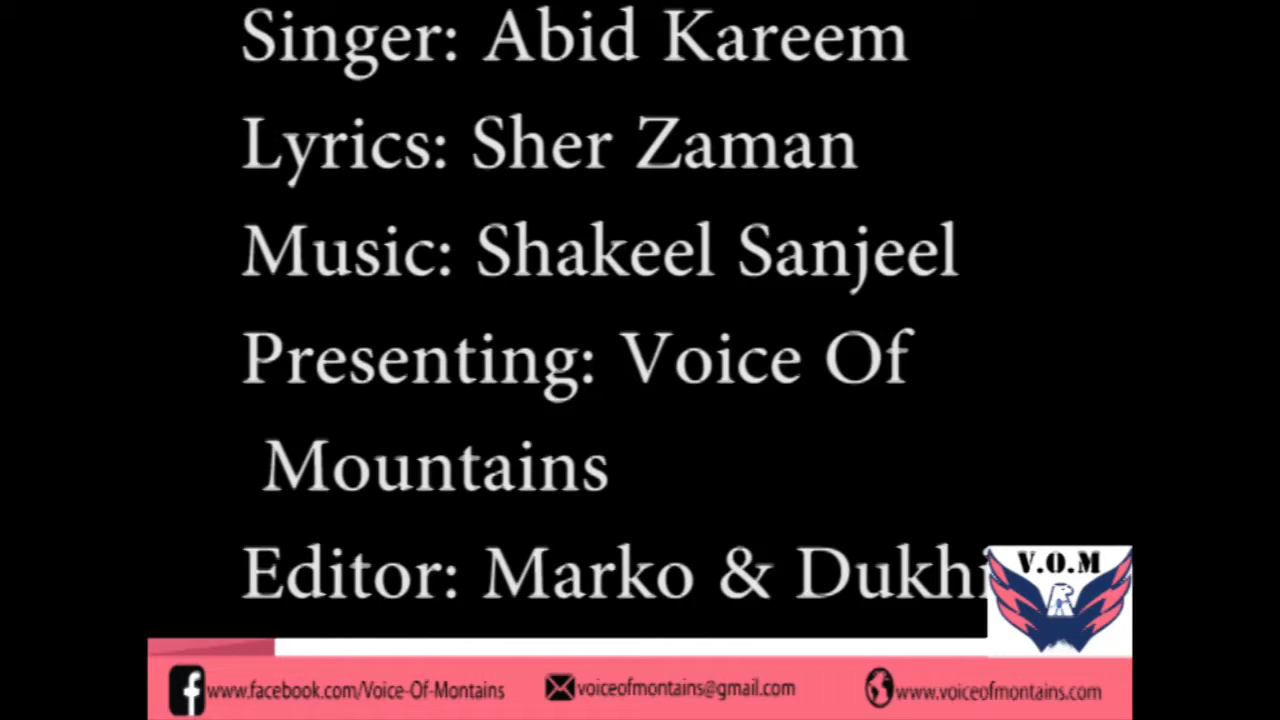 Singer: Abid Kareem
Lyrics: Sher Zaman
Music: Shakeel Sanjeel
Presenting: Voice Of
Mountains
Editor: Marko & Dukhi
V.O.M
www.facebook.com/Voice-Of-Montains voiceofmontains@gmail.com www.voiceofmontains.com